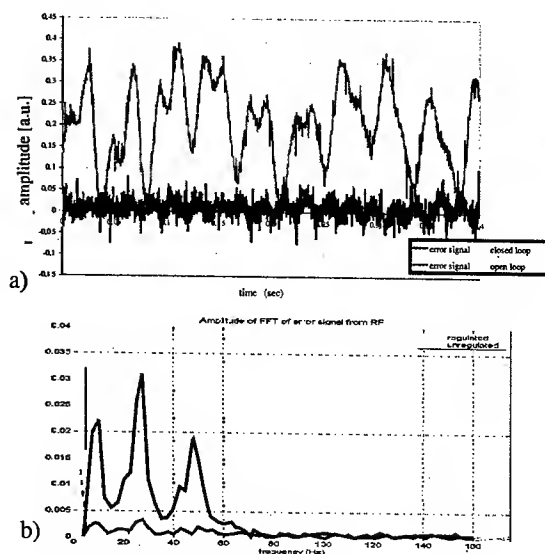 0.45
0.4
0.35
0.3
0.25
0.2
0.15
0.1
0.05
0
-0.05
-0.1
-0.15
amplitude [a.u.]
error signal closed loop
error signal open loop
time (sec)
a)
Amplitude of FFT of error signal from RF
regulated
unregulated
0.04
0.035
0.03
0.025
0.02
0.015
0.01
0.005
0
0 20 40 60 80 100 120 140 160
frequency (Hz)
b)